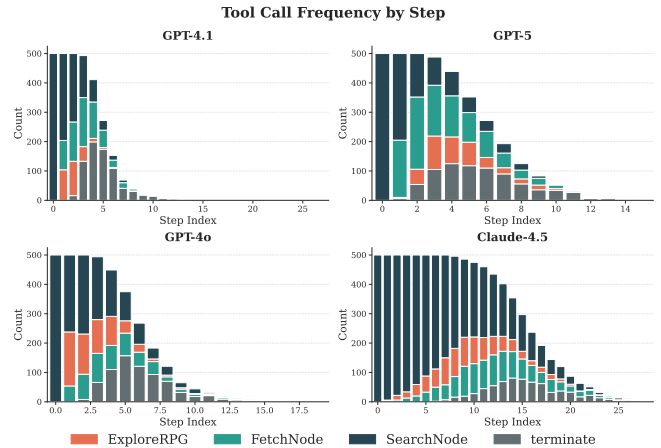 Tool Call Frequency by Step
GPT-4.1
500
400
300
200
100
0
Count
0 5 10 15 20 25
Step Index
GPT-5
500
400
300
200
100
0
Count
0 2 4 6 8 10 12 14
Step Index
GPT-4o
500
400
300
200
100
0
Count
0.0 2.5 5.0 7.5 10.0 12.5 15.0 17.5
Step Index
Claude-4.5
500
400
300
200
100
0
Count
0 5 10 15 20 25
Step Index
ExploreRPG FetchNode SearchNode terminate